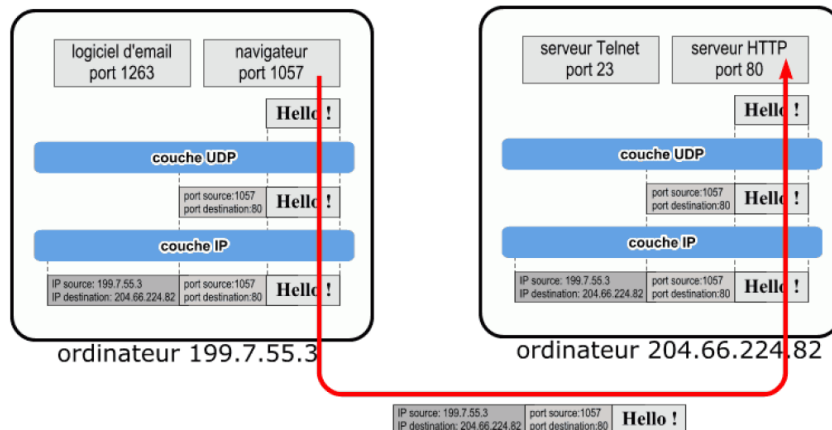 logiciel d'email
port 1263
navigateur
port 1057
Hello !
couche UDP
port source:1057
port destination:80
Hello !
couche IP
IP source: 199.7.55.3
IP destination: 204.66.224.82
port source:1057
port destination:80
Hello !
ordinateur 199.7.55.3
serveur Telnet
port 23
serveur HTTP
port 80
Hello !
couche UDP
port source:1057
port destination:80
Hello !
couche IP
IP source: 199.7.55.3
IP destination: 204.66.224.82
port source:1057
port destination:80
Hello !
ordinateur 204.66.224.82
IP source: 199.7.55.3
IP destination: 204.66.224.82
port source:1057
port destination:80
Hello !